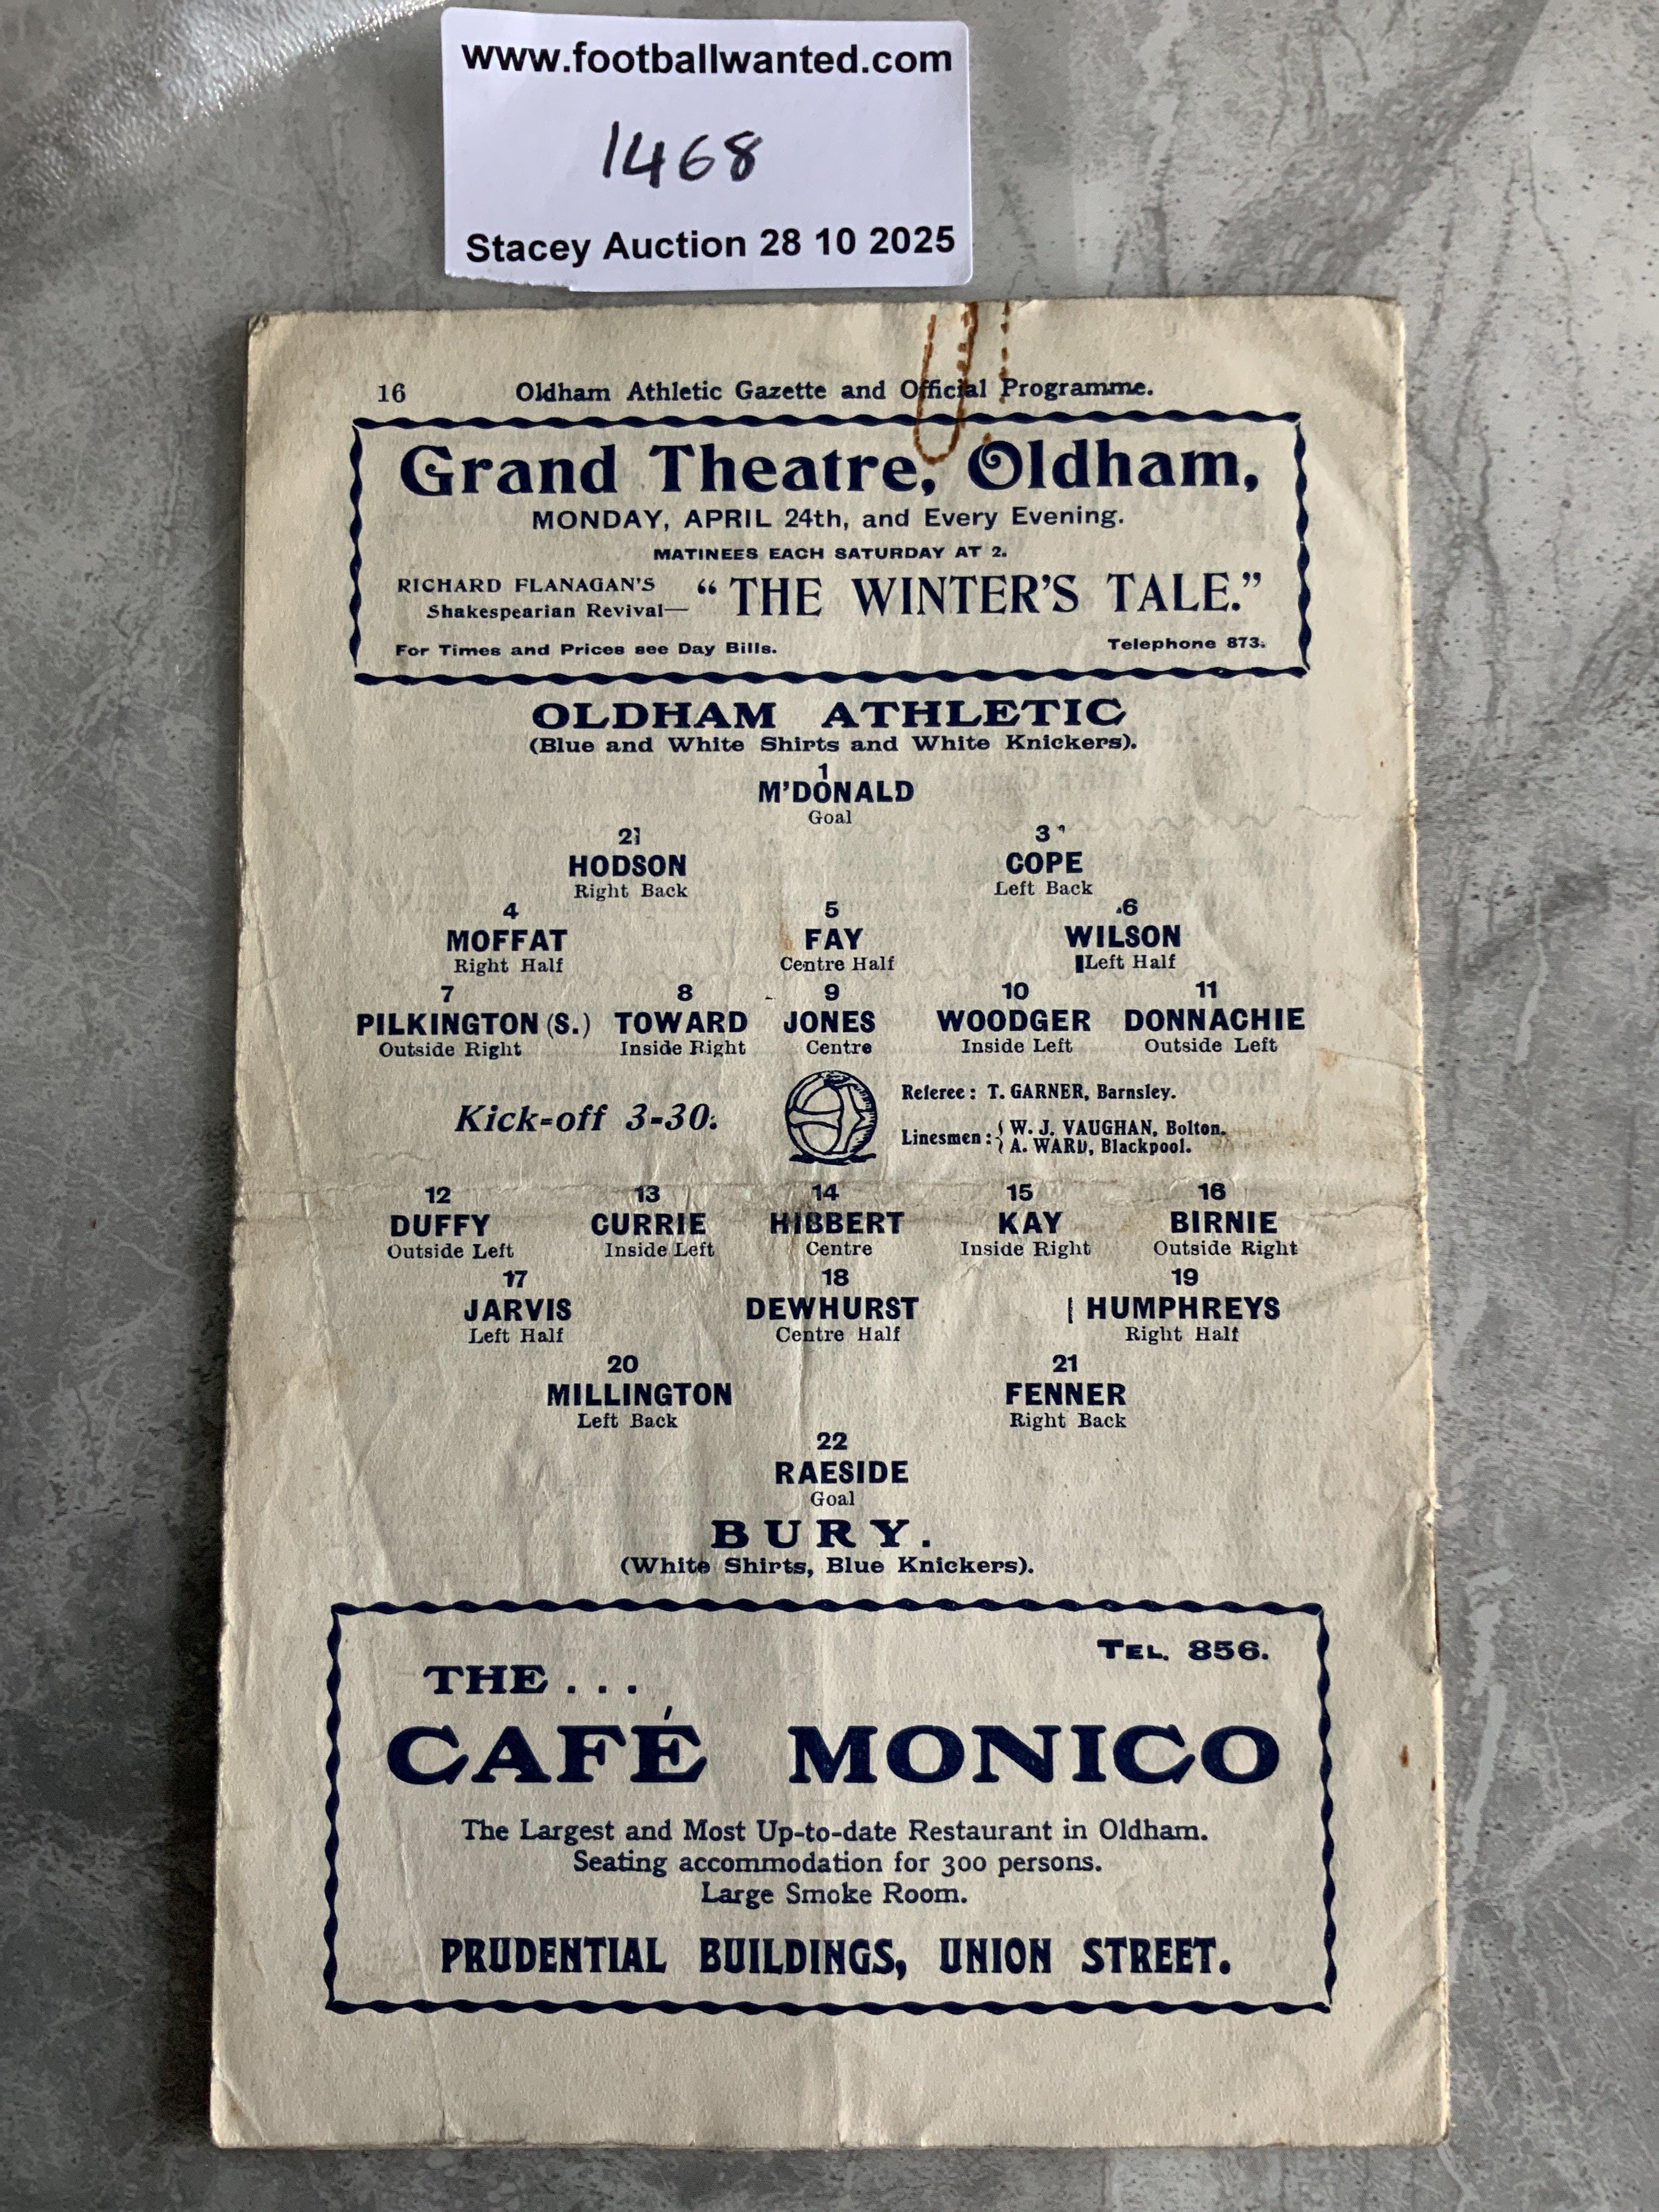 www.footballwanted.com
1468
Stacey Auction 28 10 2025
16 Oldham Athletic Gazette and Official Programme.
Grand Theatre, Oldham,
MONDAY, APRIL 24th, and Every Evening.
MATINEES EACH SATURDAY AT 2.
RICHARD FLANAGAN'S
Shakespearian Revival— "THE WINTER'S TALE."
For Times and Prices see Day Bills. Telephone 873.
OLDHAM ATHLETIC
(Blue and White Shirts and White Knickers).
1
M'DONALD
Goal
2 3
HODSON COPE
Right Back Left Back
4 5 6
MOFFAT FAY WILSON
Right Half Centre Half Left Half
7 8 9 10 11
PILKINGTON (S.) TOWARD JONES WOODGER DONNACHIE
Outside Right Inside Right Centre Inside Left Outside Left
Kick-off 3-30.
Referee: T. GARNER, Barnsley.
Linesmen: { W. J. VAUGHAN, Bolton.
A. WARD, Blackpool.
12 13 14 15 16
DUFFY CURRIE HIBBERT KAY BIRNIE
Outside Left Inside Left Centre Inside Right Outside Right
17 18 19
JARVIS DEWHURST HUMPHREYS
Left Half Centre Half Right Half
20 21
MILLINGTON FENNER
Left Back Right Back
22
RAESIDE
Goal
BURY.
(White Shirts, Blue Knickers).
TEL. 856.
THE...
CAFÉ MONICO
The Largest and Most Up-to-date Restaurant in Oldham.
Seating accommodation for 300 persons.
Large Smoke Room.
PRUDENTIAL BUILDINGS, UNION STREET.